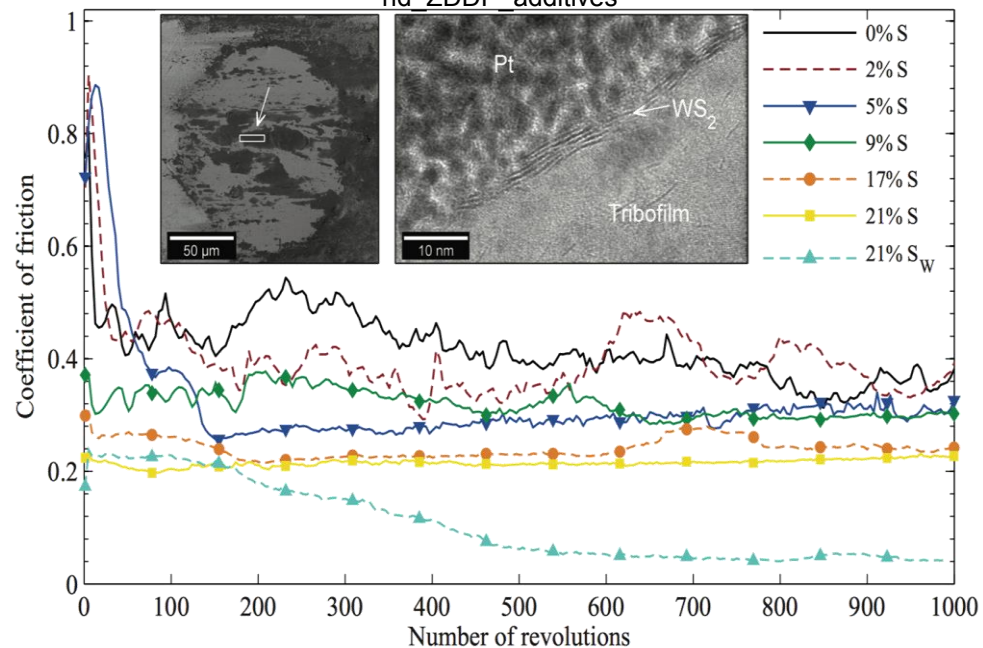 1
0.8
0.6
0.4
0.2
0
Coefficient of friction
0 100 200 300 400 500 600 700 800 900 1000
Number of revolutions
50 µm
Pt
WS2
Tribofilm
10 nm
0% S
2% S
5% S
9% S
17% S
21% S
21% SW